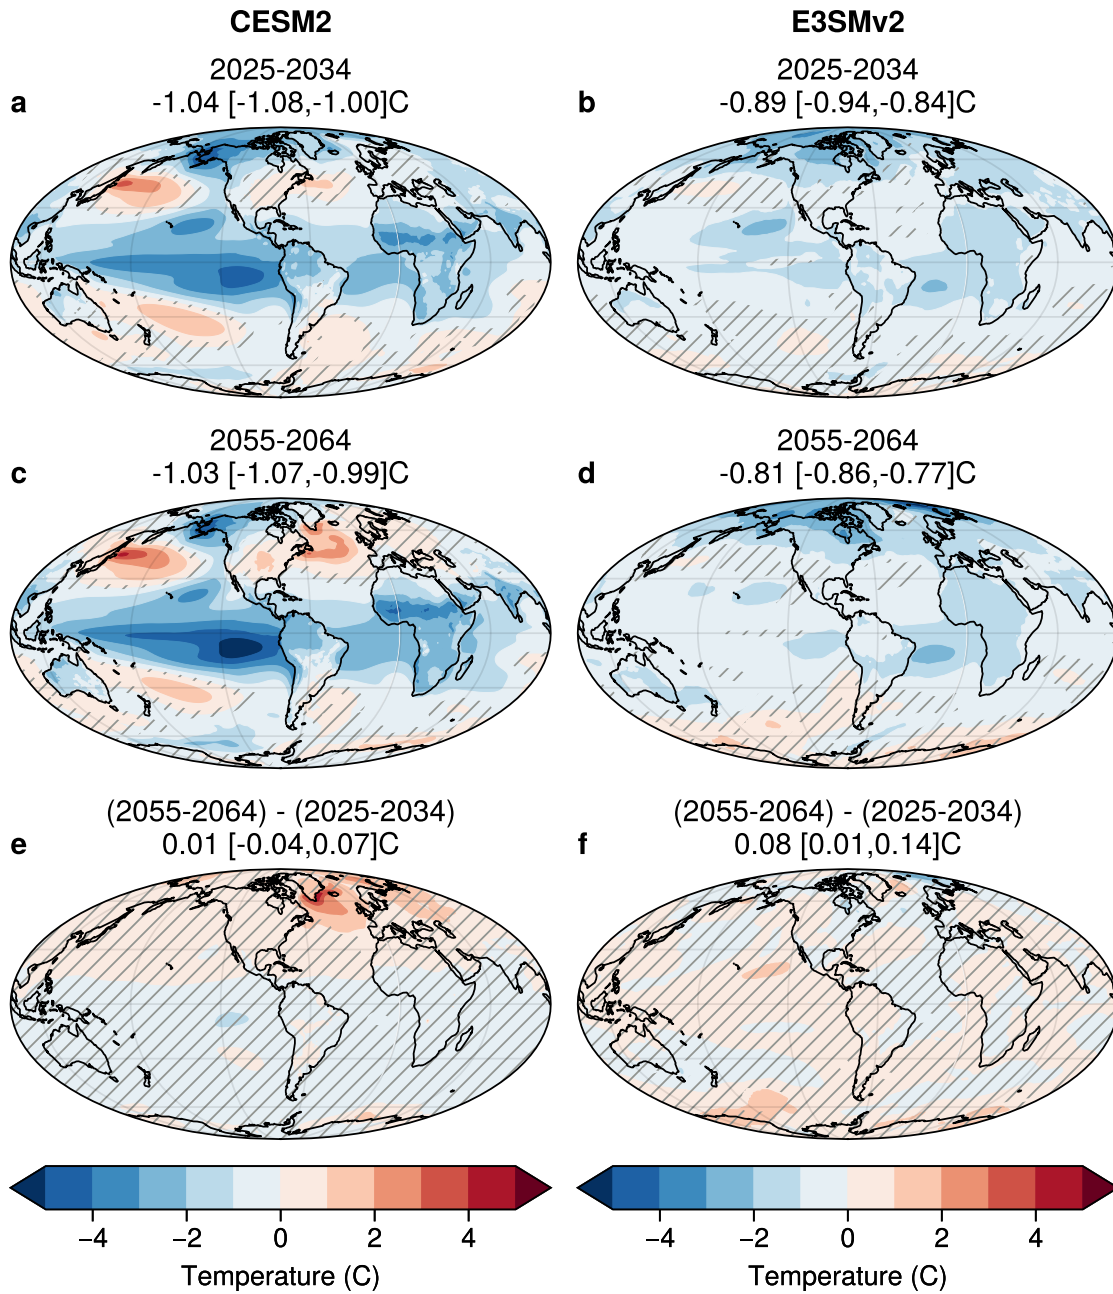 CESM2
E3SMv2
2025-2034
2025-2034
a
-1.04 [-1.08,-1.00]C
b
-0.89 [-0.94,-0.84]C
2055-2064
2055-2064
c
-1.03 [-1.07,-0.99]C
d
-0.81 [-0.86,-0.77]C
(2055-2064) - (2025-2034)
(2055-2064) - (2025-2034)
e
0.01 [-0.04,0.07]C
f
0.08 [0.01,0.14]C
−4 −2 0 2 4
−4 −2 0 2 4
Temperature (C)
Temperature (C)